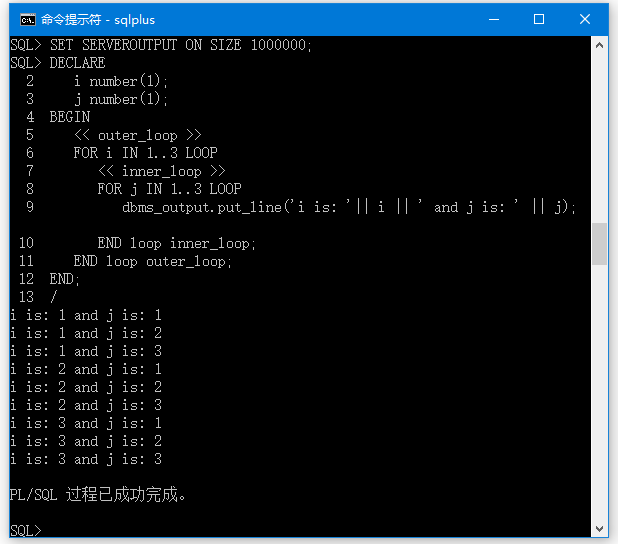 命令提示符 - sqlplus
SQL> SET SERVEROUTPUT ON SIZE 1000000;
SQL> DECLARE
  2     i number(1);
  3     j number(1);
  4  BEGIN
  5     << outer_loop >>
  6     FOR i IN 1..3 LOOP
  7        << inner_loop >>
  8        FOR j IN 1..3 LOOP
  9           dbms_output.put_line('i is: '|| i || ' and j is: ' || j);
 10        END loop inner_loop;
 11     END loop outer_loop;
 12  END;
 13  /
i is: 1 and j is: 1
i is: 1 and j is: 2
i is: 1 and j is: 3
i is: 2 and j is: 1
i is: 2 and j is: 2
i is: 2 and j is: 3
i is: 3 and j is: 1
i is: 3 and j is: 2
i is: 3 and j is: 3
PL/SQL 过程已成功完成。
SQL>